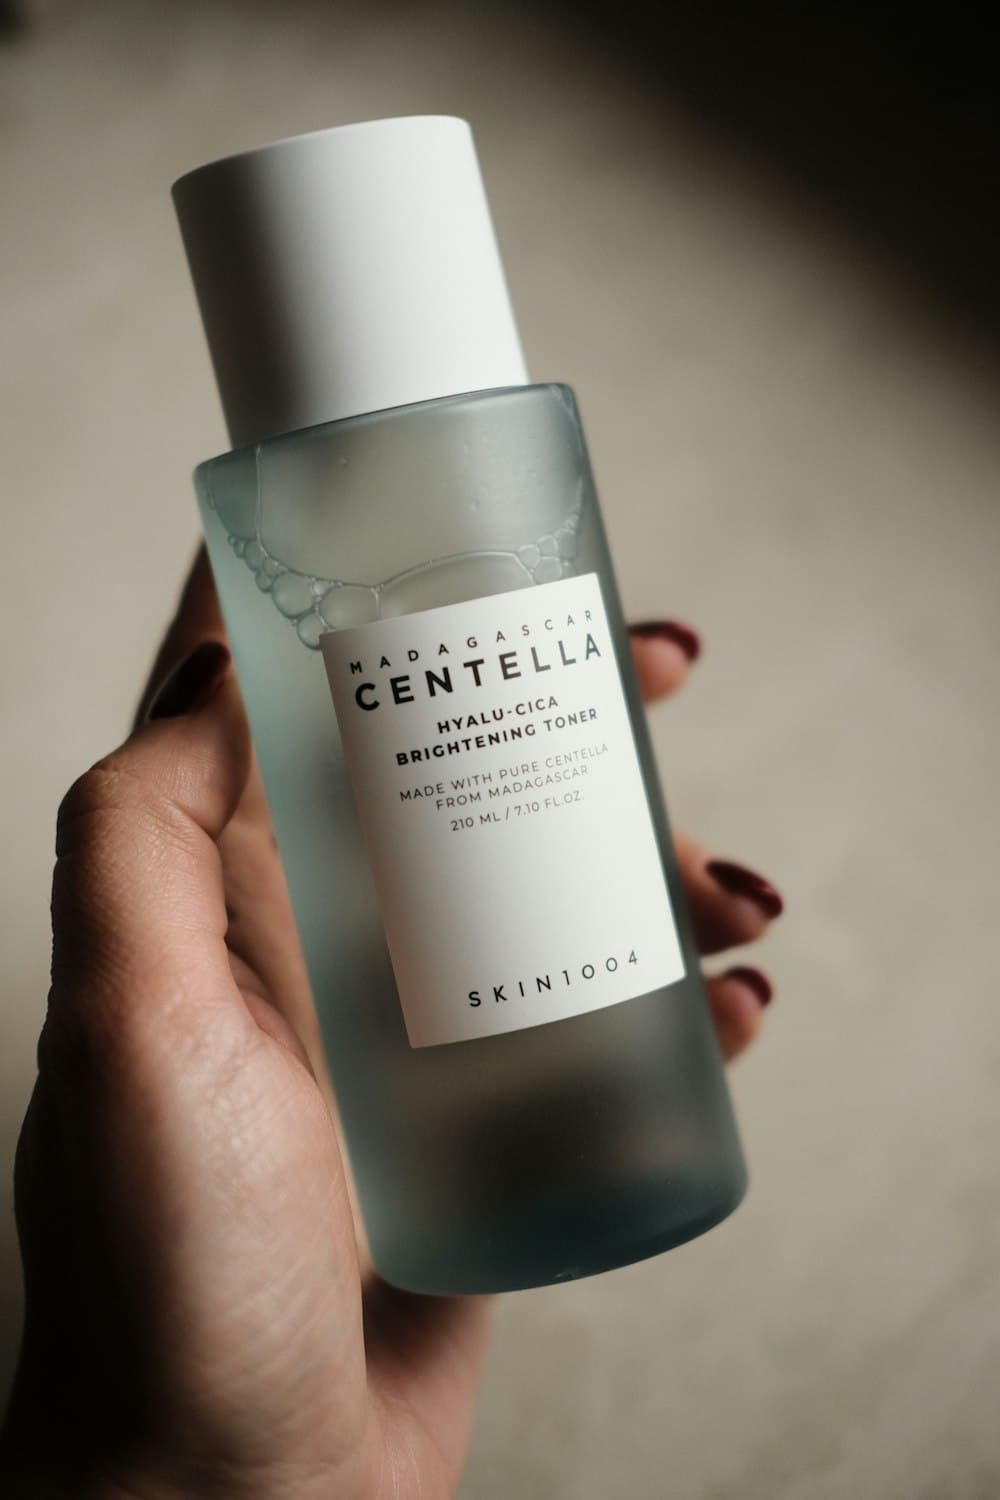 MADAGASCAR
CENTELLA
HYALU-CICA
BRIGHTENING TONER
MADE WITH PURE CENTELLA
FROM MADAGASCAR
210 ML / 7.10 FL.OZ.
SKIN1004